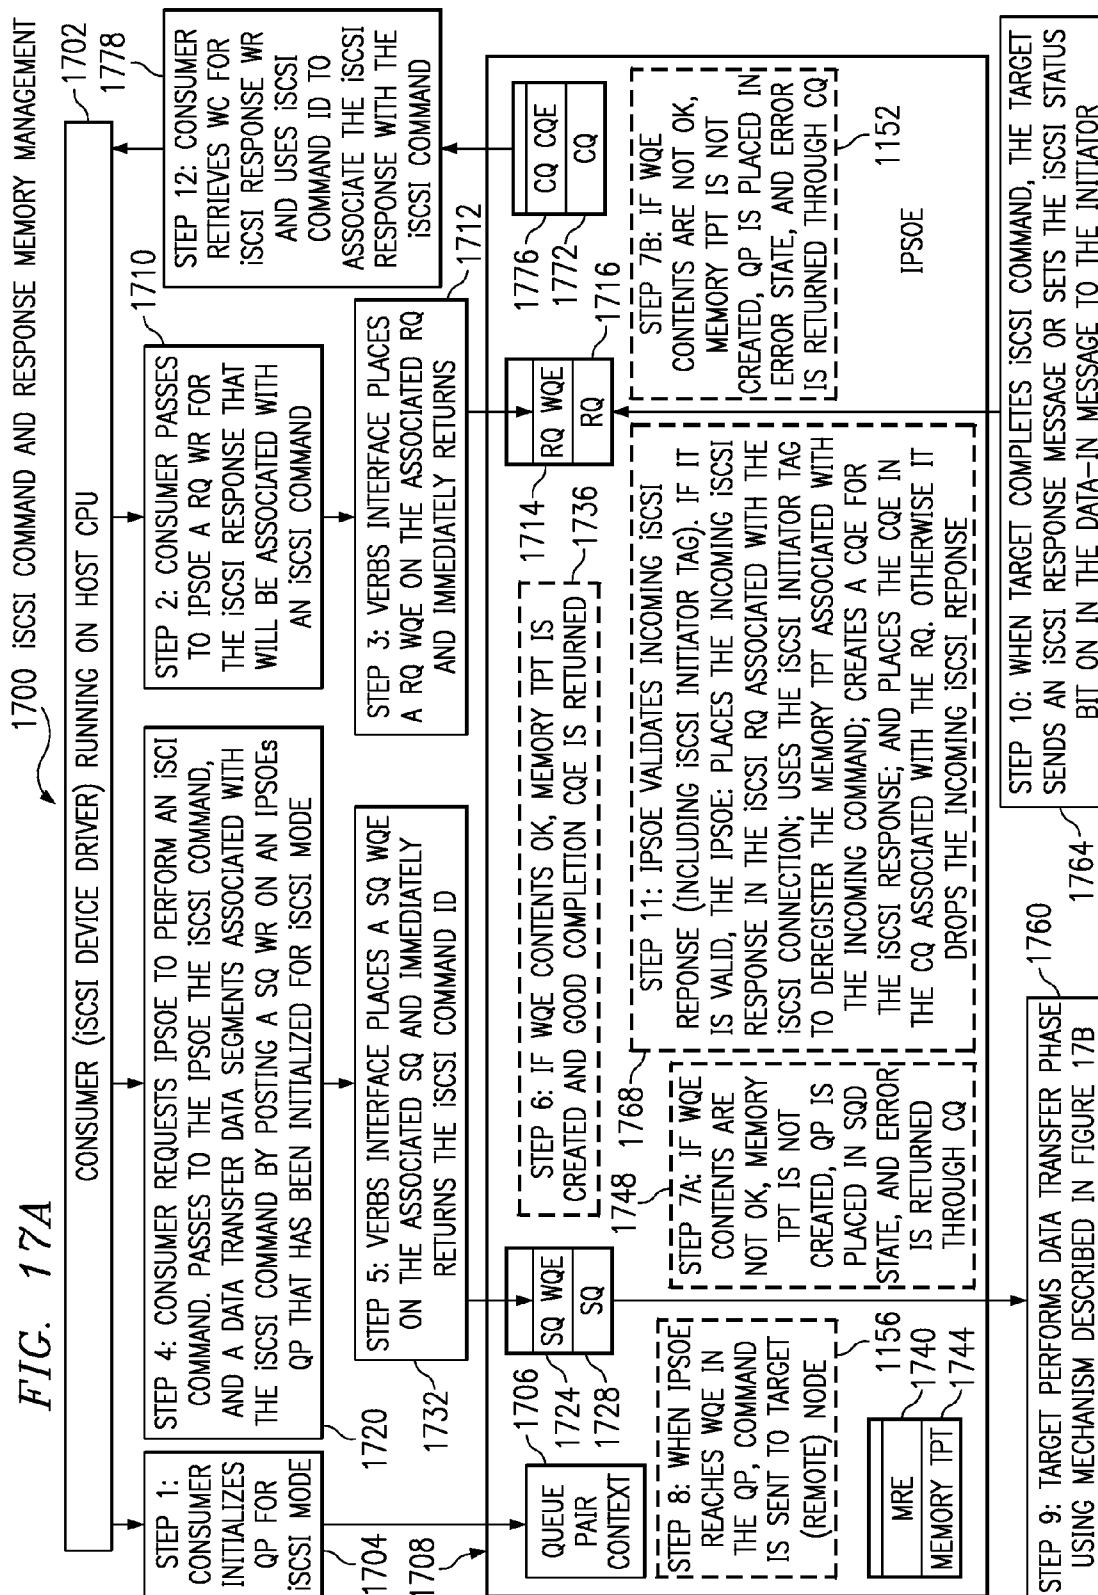 FIG. 17A
1700 iSCSI COMMAND AND RESPONSE MEMORY MANAGEMENT
CONSUMER (iSCSI DEVICE DRIVER) RUNNING ON HOST CPU
1702
STEP 1:
CONSUMER
INITIALIZES
QP FOR
iSCSI MODE
1704
STEP 4: CONSUMER REQUESTS IPSOE TO PERFORM AN iSCI
COMMAND. PASSES TO THE IPSOE THE iSCSI COMMAND,
AND A DATA TRANSFER DATA SEGMENTS ASSOCIATED WITH
THE iSCSI COMMAND BY POSTING A SQ WR ON AN IPSOEs
QP THAT HAS BEEN INITIALIZED FOR iSCSI MODE
1720
STEP 2: CONSUMER PASSES
TO IPSOE A RQ WR FOR
THE iSCSI RESPONSE THAT
WILL BE ASSOCIATED WITH
AN iSCSI COMMAND
1710
STEP 12: CONSUMER
RETRIEVES WC FOR
iSCSI RESPONSE WR
AND USES iSCSI
COMMAND ID TO
ASSOCIATE THE iSCSI
RESPONSE WITH THE
iSCSI COMMAND
1778
STEP 5: VERBS INTERFACE PLACES A SQ WQE
ON THE ASSOCIATED SQ AND IMMEDIATELY
RETURNS THE iSCSI COMMAND ID
1732
STEP 3: VERBS INTERFACE PLACES
A RQ WQE ON THE ASSOCIATED RQ
AND IMMEDIATELY RETURNS
1712
1708
QUEUE
PAIR
CONTEXT
1706
SQ WQE
SQ
1724
1728
STEP 6: IF WQE CONTENTS OK, MEMORY TPT IS
CREATED AND GOOD COMPLETION CQE IS RETURNED
1736
RQ WQE
RQ
1714
1716
CQ CQE
CQ
1776
1772
STEP 8: WHEN IPSOE
REACHES WQE IN
THE QP, COMMAND
IS SENT TO TARGET
(REMOTE) NODE
1156
MRE
MEMORY TPT
1740
1744
STEP 7A: IF WQE
CONTENTS ARE
NOT OK, MEMORY
TPT IS NOT
CREATED, QP IS
PLACED IN SQD
STATE, AND ERROR
IS RETURNED
THROUGH CQ
1748
STEP 11: IPSOE VALIDATES INCOMING iSCSI
REPONSE (INCLUDING iSCSI INITIATOR TAG). IF IT
IS VALID, THE IPSOE: PLACES THE INCOMING iSCSI
RESPONSE IN THE iSCSI RQ ASSOCIATED WITH THE
iSCSI CONNECTION; USES THE iSCSI INITIATOR TAG
TO DEREGISTER THE MEMORY TPT ASSOCIATED WITH
THE INCOMING COMMAND; CREATES A CQE FOR
THE iSCSI RESPONSE; AND PLACES THE CQE IN
THE CQ ASSOCIATED WITH THE RQ. OTHERWISE IT
DROPS THE INCOMING iSCSI REPONSE
1768
STEP 7B: IF WQE
CONTENTS ARE NOT OK,
MEMORY TPT IS NOT
CREATED, QP IS PLACED IN
ERROR STATE, AND ERROR
IS RETURNED THROUGH CQ
1152
IPSOE
STEP 9: TARGET PERFORMS DATA TRANSFER PHASE
USING MECHANISM DESCRIBED IN FIGURE 17B
1760
STEP 10: WHEN TARGET COMPLETES iSCSI COMMAND, THE TARGET
SENDS AN iSCSI RESPONSE MESSAGE OR SETS THE iSCSI STATUS
BIT ON IN THE DATA-IN MESSAGE TO THE INITIATOR
1764